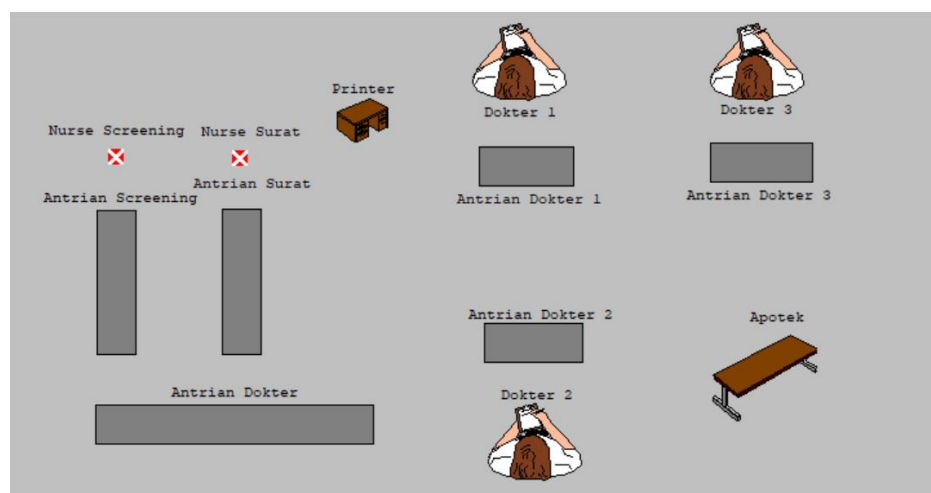 Printer
Dokter 1
Dokter 3
Nurse Screening
Nurse Surat
Antrian Surat
Antrian Screening
Antrian Dokter 1
Antrian Dokter 3
Antrian Dokter 2
Apotek
Antrian Dokter
Dokter 2